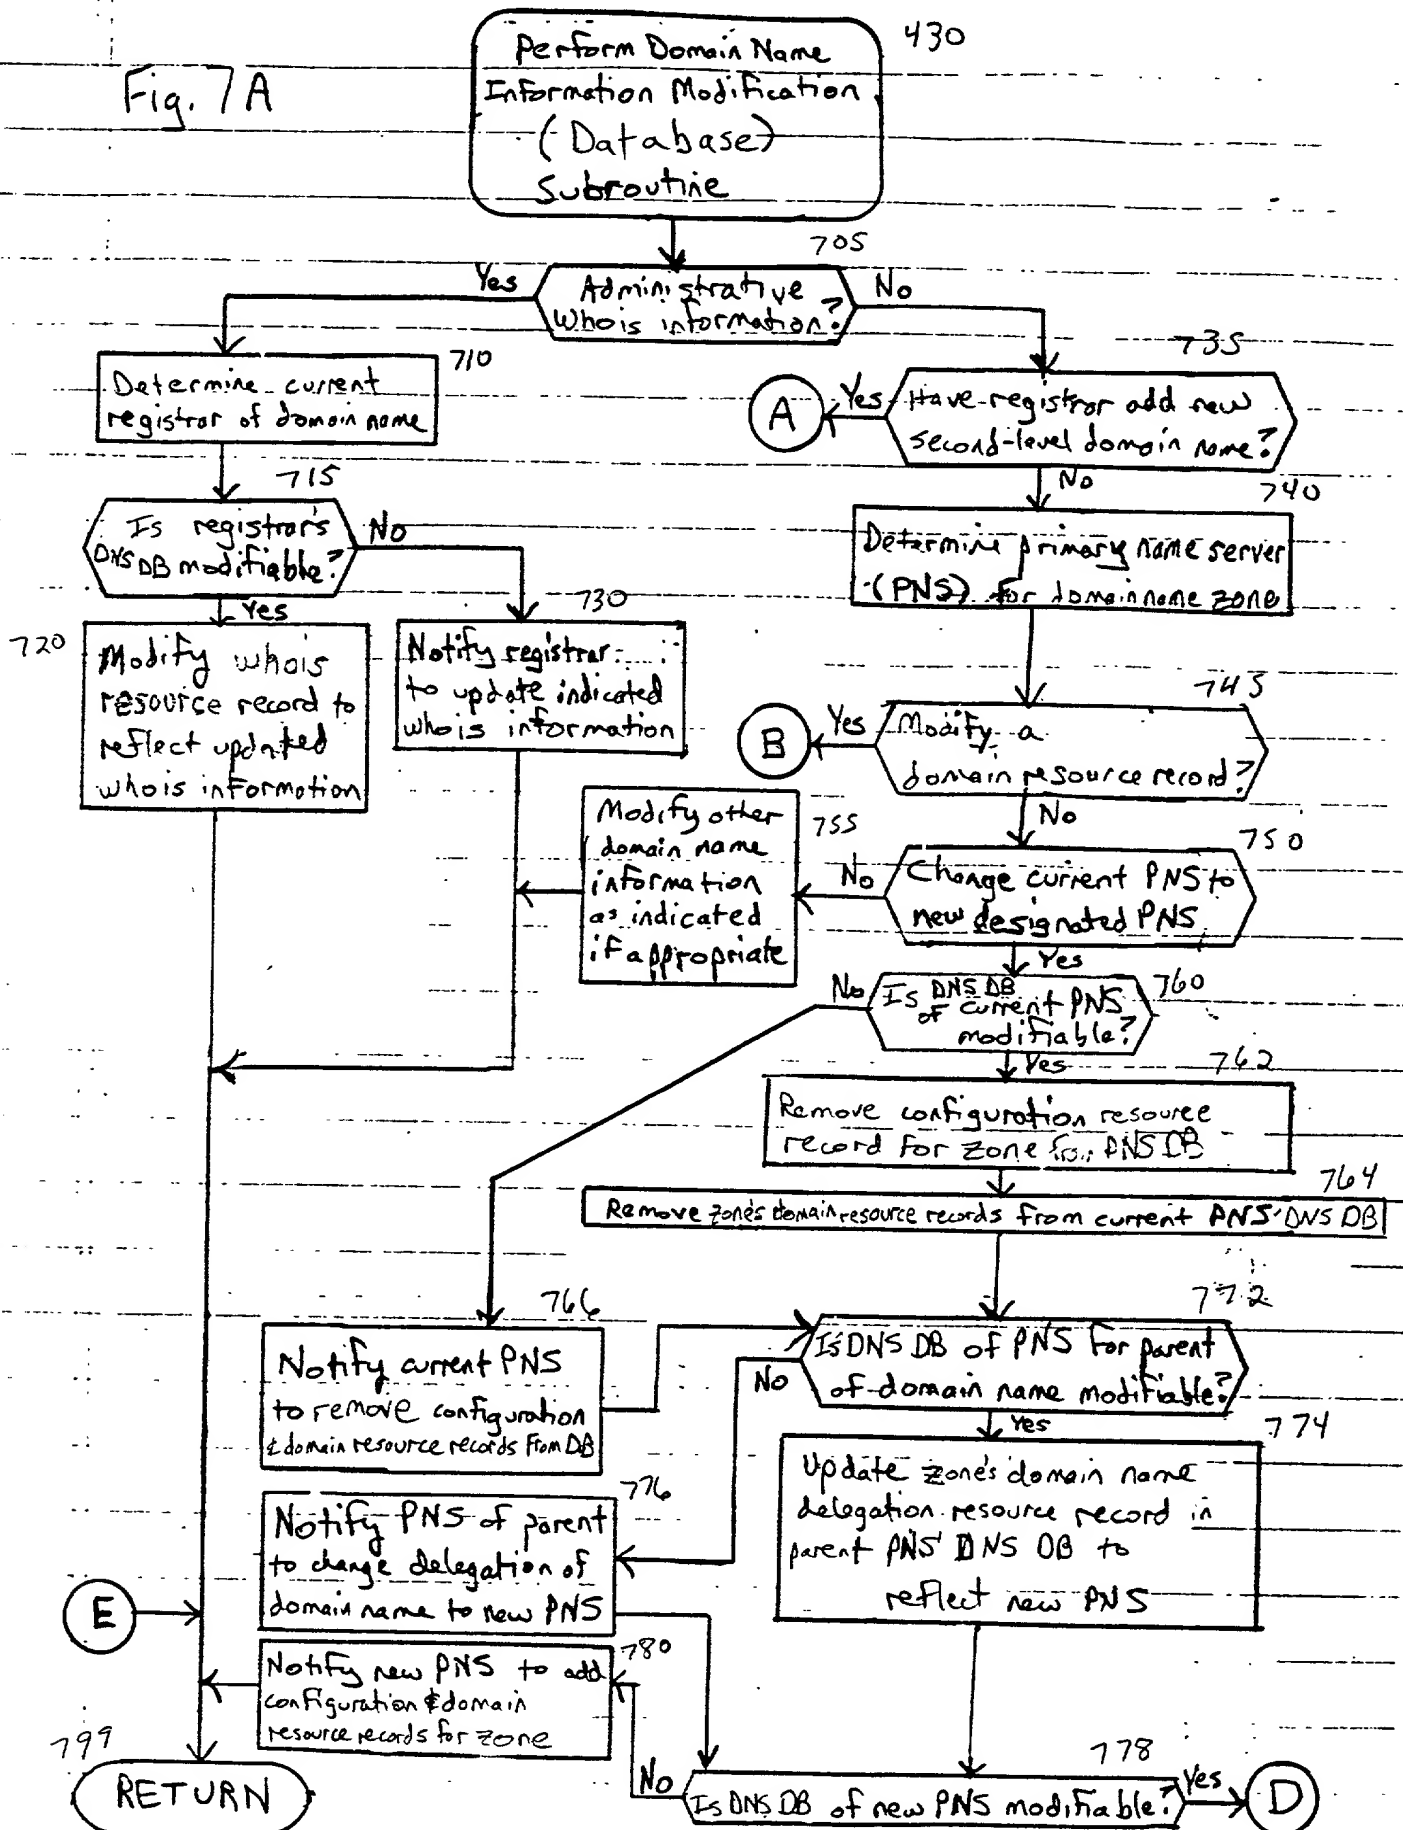 430
Perform Domain Name
Information Modification
(Database)
Subroutine
Fig. 7A
705
Yes
Administrative
Whois information?
No
735
710
Determine current
registrar of domain name
A
Yes
Have registrar add new
second-level domain name?
No
740
715
Is registrar's
DNS DB modifiable?
No
Yes
Determine primary name server
(PNS) for domain name zone
720
Modify whois
resource record to
reflect updated
whois information
730
Notify registrar
to update indicated
whois information
745
B
Yes
Modify a
domain resource record?
No
750
755
Modify other
domain name
information
as indicated
if appropriate
No
Change current PNS to
new designated PNS
Yes
760
No
Is DNS DB
of current PNS
modifiable?
Yes
762
Remove configuration resource
record for zone from PNS DB
764
Remove zone's domain resource records from current PNS' DNS DB
766
Notify current PNS
to remove configuration
& domain resource records from DB
772
Is DNS DB of PNS for parent
of domain name modifiable?
No
Yes
774
Update zone's domain name
delegation resource record in
parent PNS' DNS DB to
reflect new PNS
776
Notify PNS of parent
to change delegation of
domain name to new PNS
E
780
Notify new PNS to add
configuration & domain
resource records for zone
799
RETURN
778
No
Is DNS DB of new PNS modifiable?
Yes
D